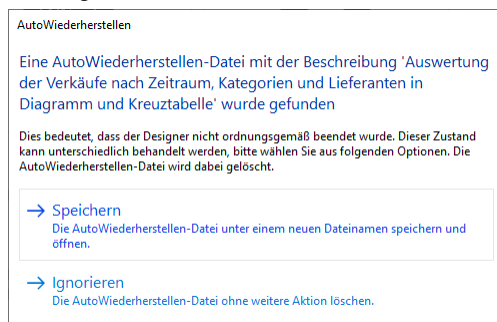 AutoWiederherstellen
Eine AutoWiederherstellen-Datei mit der Beschreibung 'Auswertung
der Verkäufe nach Zeitraum, Kategorien und Lieferanten in
Diagramm und Kreuztabelle' wurde gefunden
Dies bedeutet, dass der Designer nicht ordnungsgemäß beendet wurde. Dieser Zustand
kann unterschiedlich behandelt werden, bitte wählen Sie aus folgenden Optionen. Die
AutoWiederherstellen-Datei wird dabei gelöscht.
Speichern
Die AutoWiederherstellen-Datei unter einem neuen Dateinamen speichern und
öffnen.
Ignorieren
Die AutoWiederherstellen-Datei ohne weitere Aktion löschen.